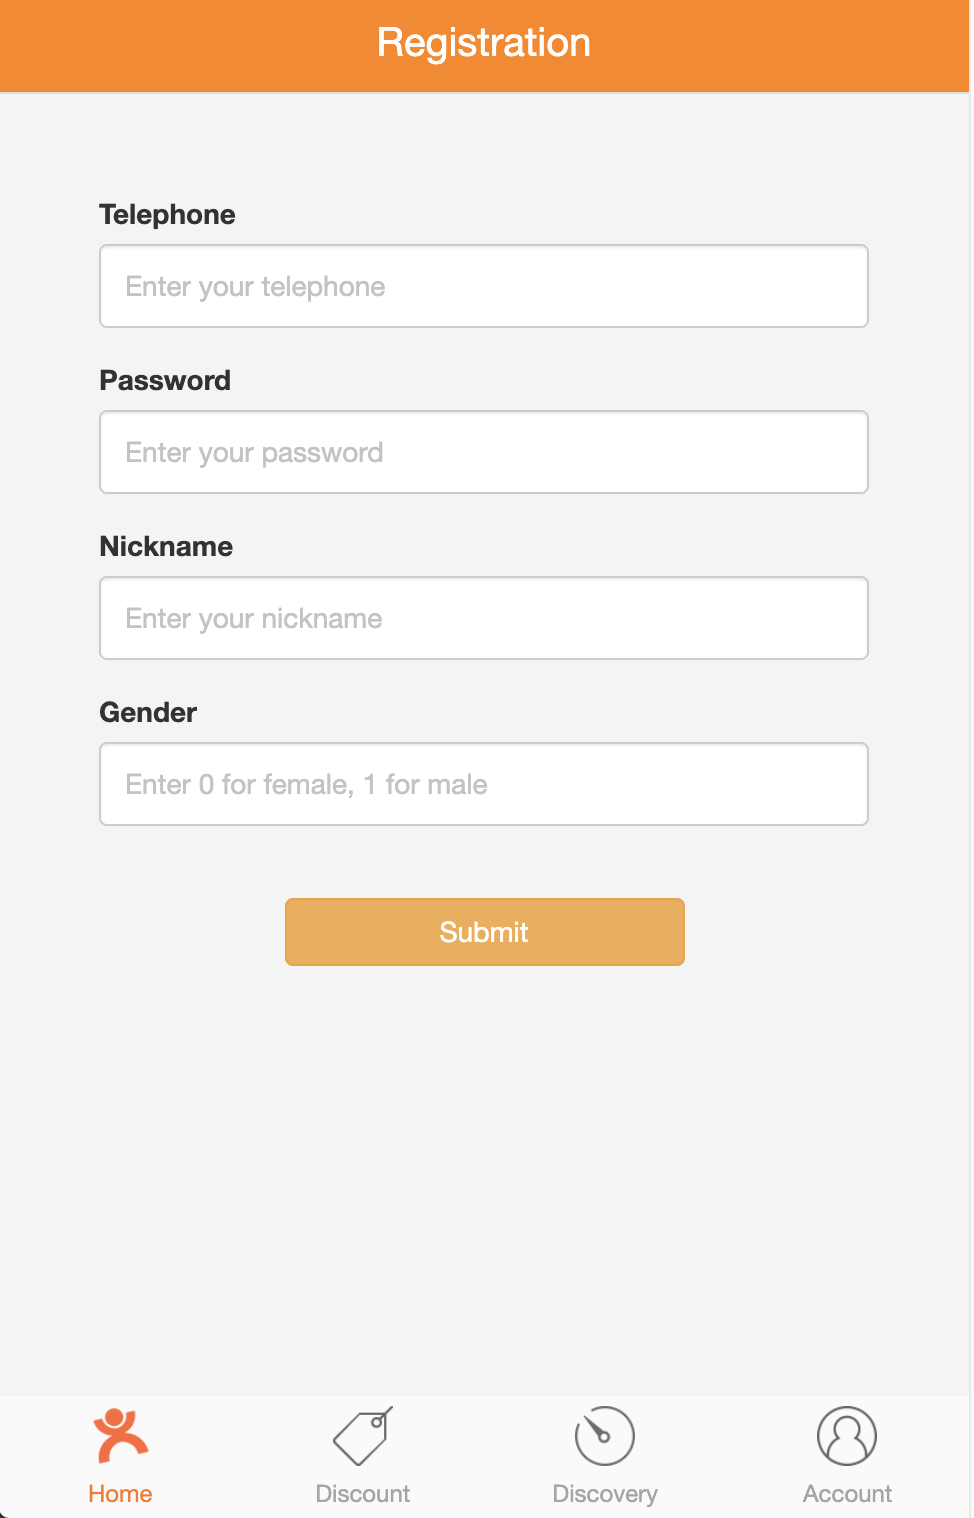 Registration
Telephone
Enter your telephone
Password
Enter your password
Nickname
Enter your nickname
Gender
Enter 0 for female, 1 for male
Submit
Home
Discount
Discovery
Account